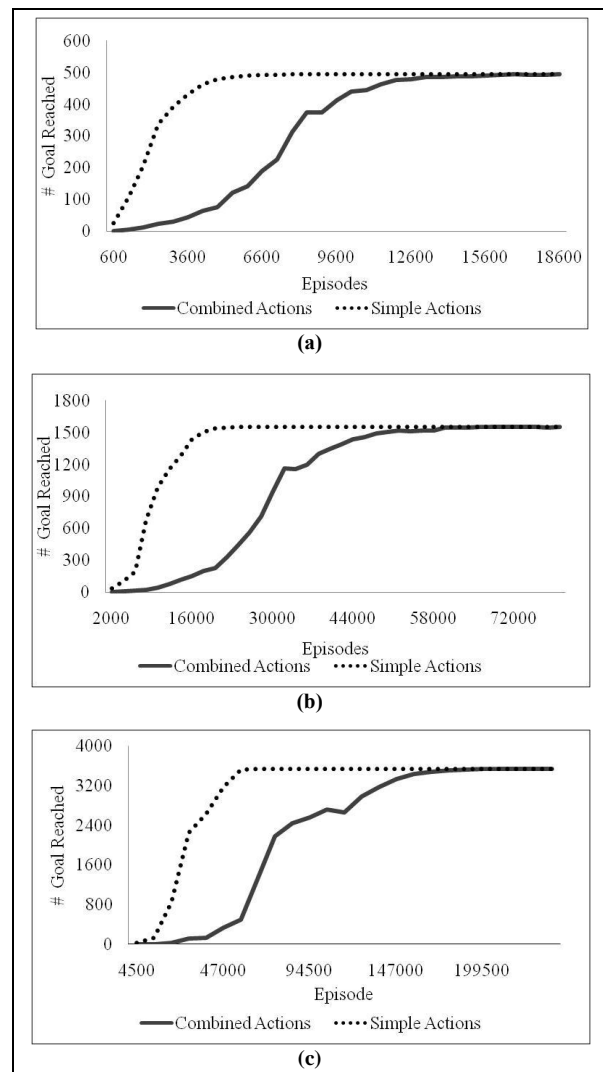 600
500
400
300
200
100
0
# Goal Reached
600 3600 6600 9600 12600 15600 18600
Episodes
Combined Actions Simple Actions
(a)
1800
1500
1200
900
600
300
0
# Goal Reached
2000 16000 30000 44000 58000 72000
Episodes
Combined Actions Simple Actions
(b)
4000
3200
2400
1600
800
0
# Goal Reached
4500 47000 94500 147000 199500
Episode
Combined Actions Simple Actions
(c)